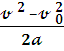 v² − v₀²
2a